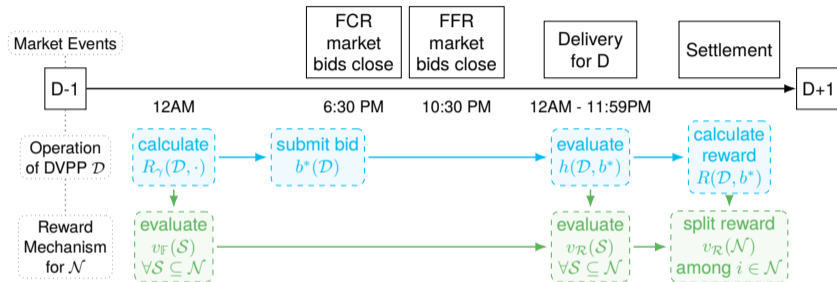 Market Events
FCR
market
bids close
FFR
market
bids close
Delivery
for D
Settlement
D-1
D+1
12AM
6:30 PM
10:30 PM
12AM - 11:59PM
Operation
of DVPP 𝒟
calculate
R_γ(𝒟, ·)
submit bid
b*(𝒟)
evaluate
h(𝒟, b*)
calculate
reward
R(𝒟, b*)
Reward
Mechanism
for 𝒩
evaluate
v_𝔽(𝒮)
∀𝒮 ⊆ 𝒩
evaluate
v_ℛ(𝒮)
∀𝒮 ⊆ 𝒩
split reward
v_ℛ(𝒩)
among i ∈ 𝒩